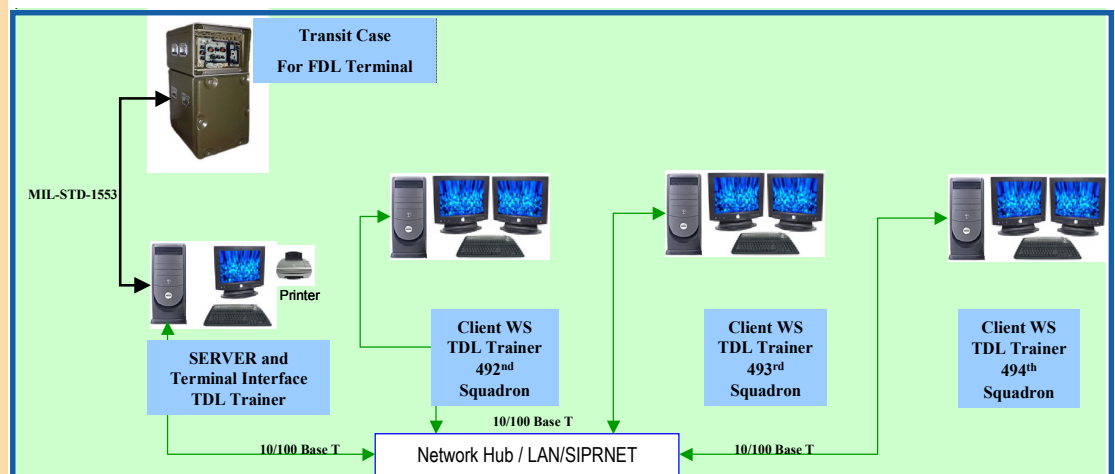 Transit Case
For FDL Terminal
MIL-STD-1553
Printer
SERVER and
Terminal Interface
TDL Trainer
Client WS
TDL Trainer
492nd
Squadron
Client WS
TDL Trainer
493rd
Squadron
Client WS
TDL Trainer
494th
Squadron
10/100 Base T
10/100 Base T
Network Hub / LAN/SIPRNET
10/100 Base T